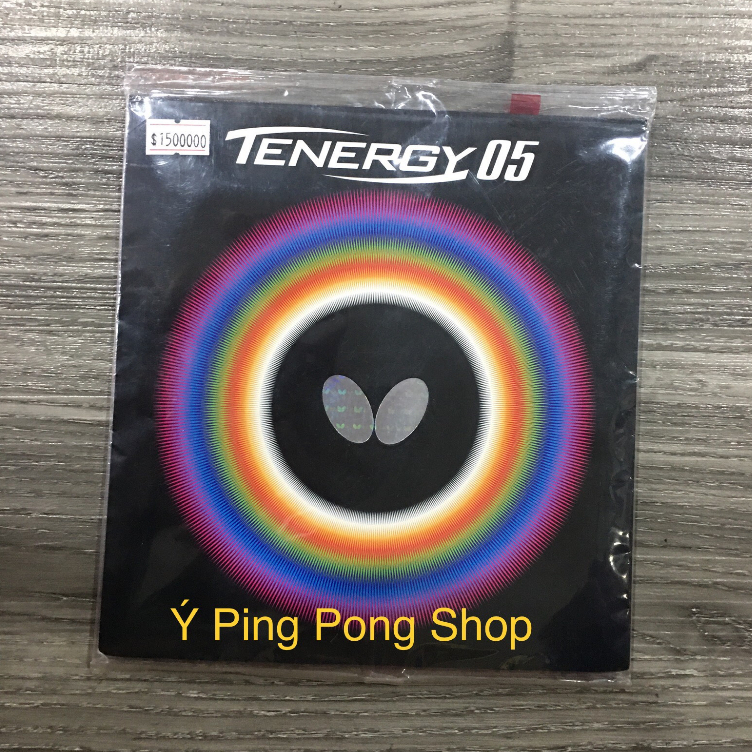 $1500000
TENERGY 05
Ý Ping Pong Shop